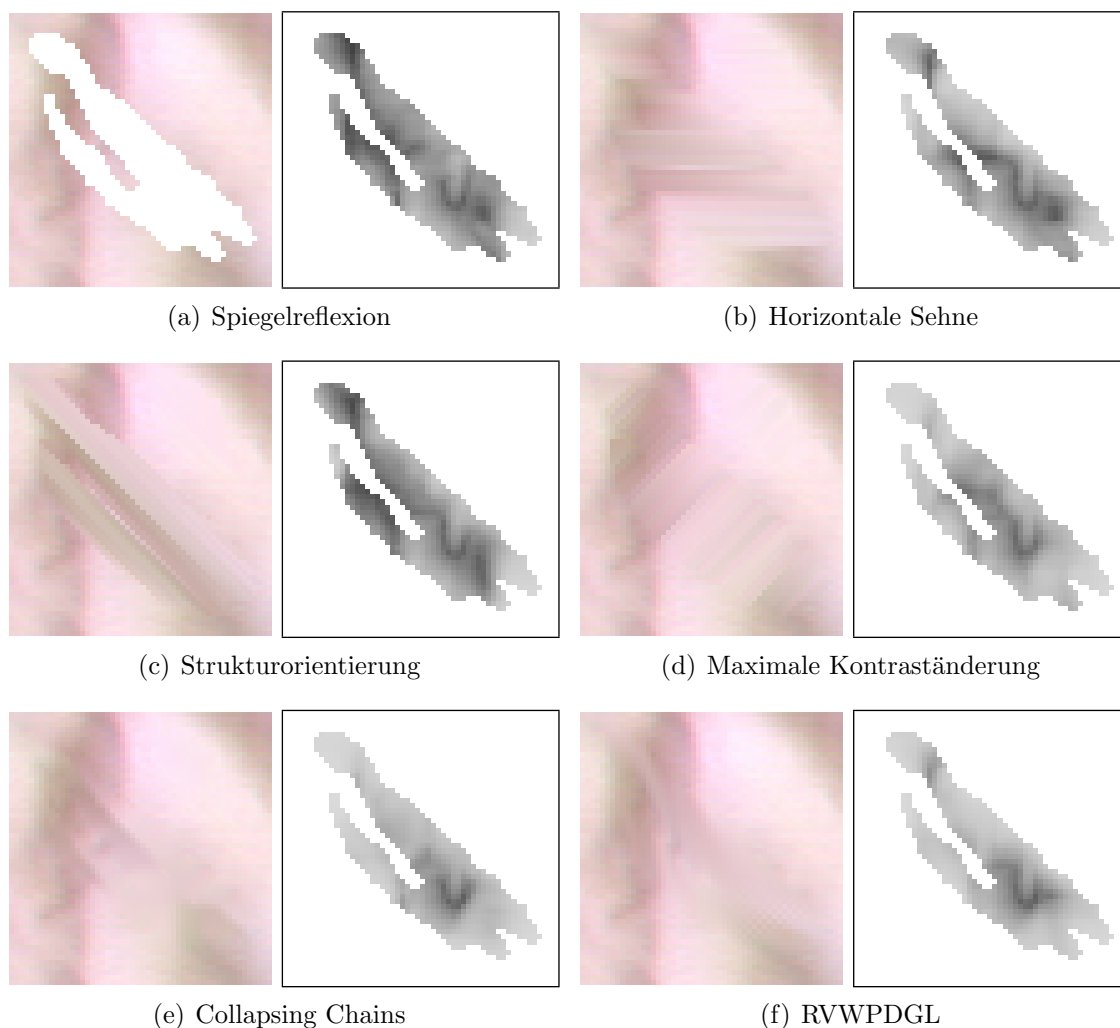 (a) Spiegelreflexion
(b) Horizontale Sehne
(c) Strukturorientierung
(d) Maximale Kontraständerung
(e) Collapsing Chains
(f) RVWPDGL